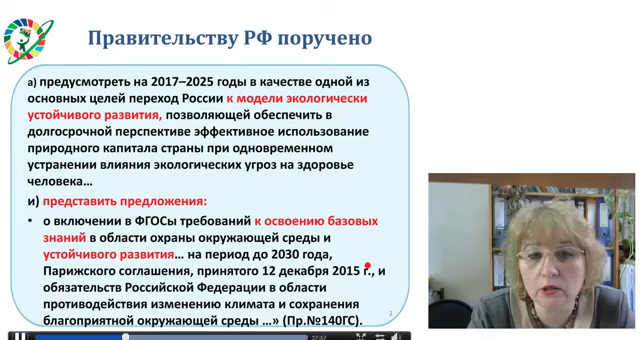 Правительству РФ поручено
а) предусмотреть на 2017–2025 годы в качестве одной из
основных целей переход России к модели экологически
устойчивого развития, позволяющей обеспечить в
долгосрочной перспективе эффективное использование
природного капитала страны при одновременном
устранении влияния экологических угроз на здоровье
человека…
и) представить предложения:
• о включении в ФГОСы требований к освоению базовых
знаний в области охраны окружающей среды и
устойчивого развития… на период до 2030 года,
Парижского соглашения, принятого 12 декабря 2015 г., и
обязательств Российской Федерации в области
противодействия изменению климата и сохранения
благоприятной окружающей среды …» (Пр.№140ГС).
2